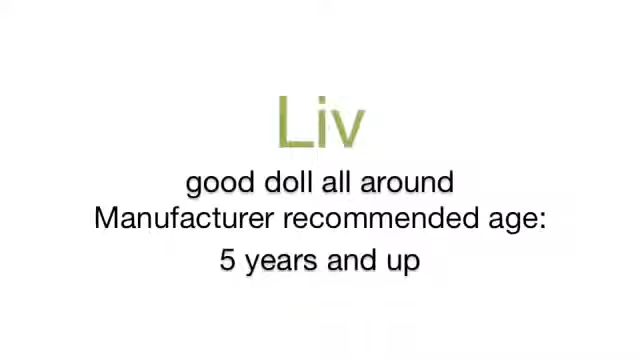 Liv
good doll all around
Manufacturer recommended age:
5 years and up